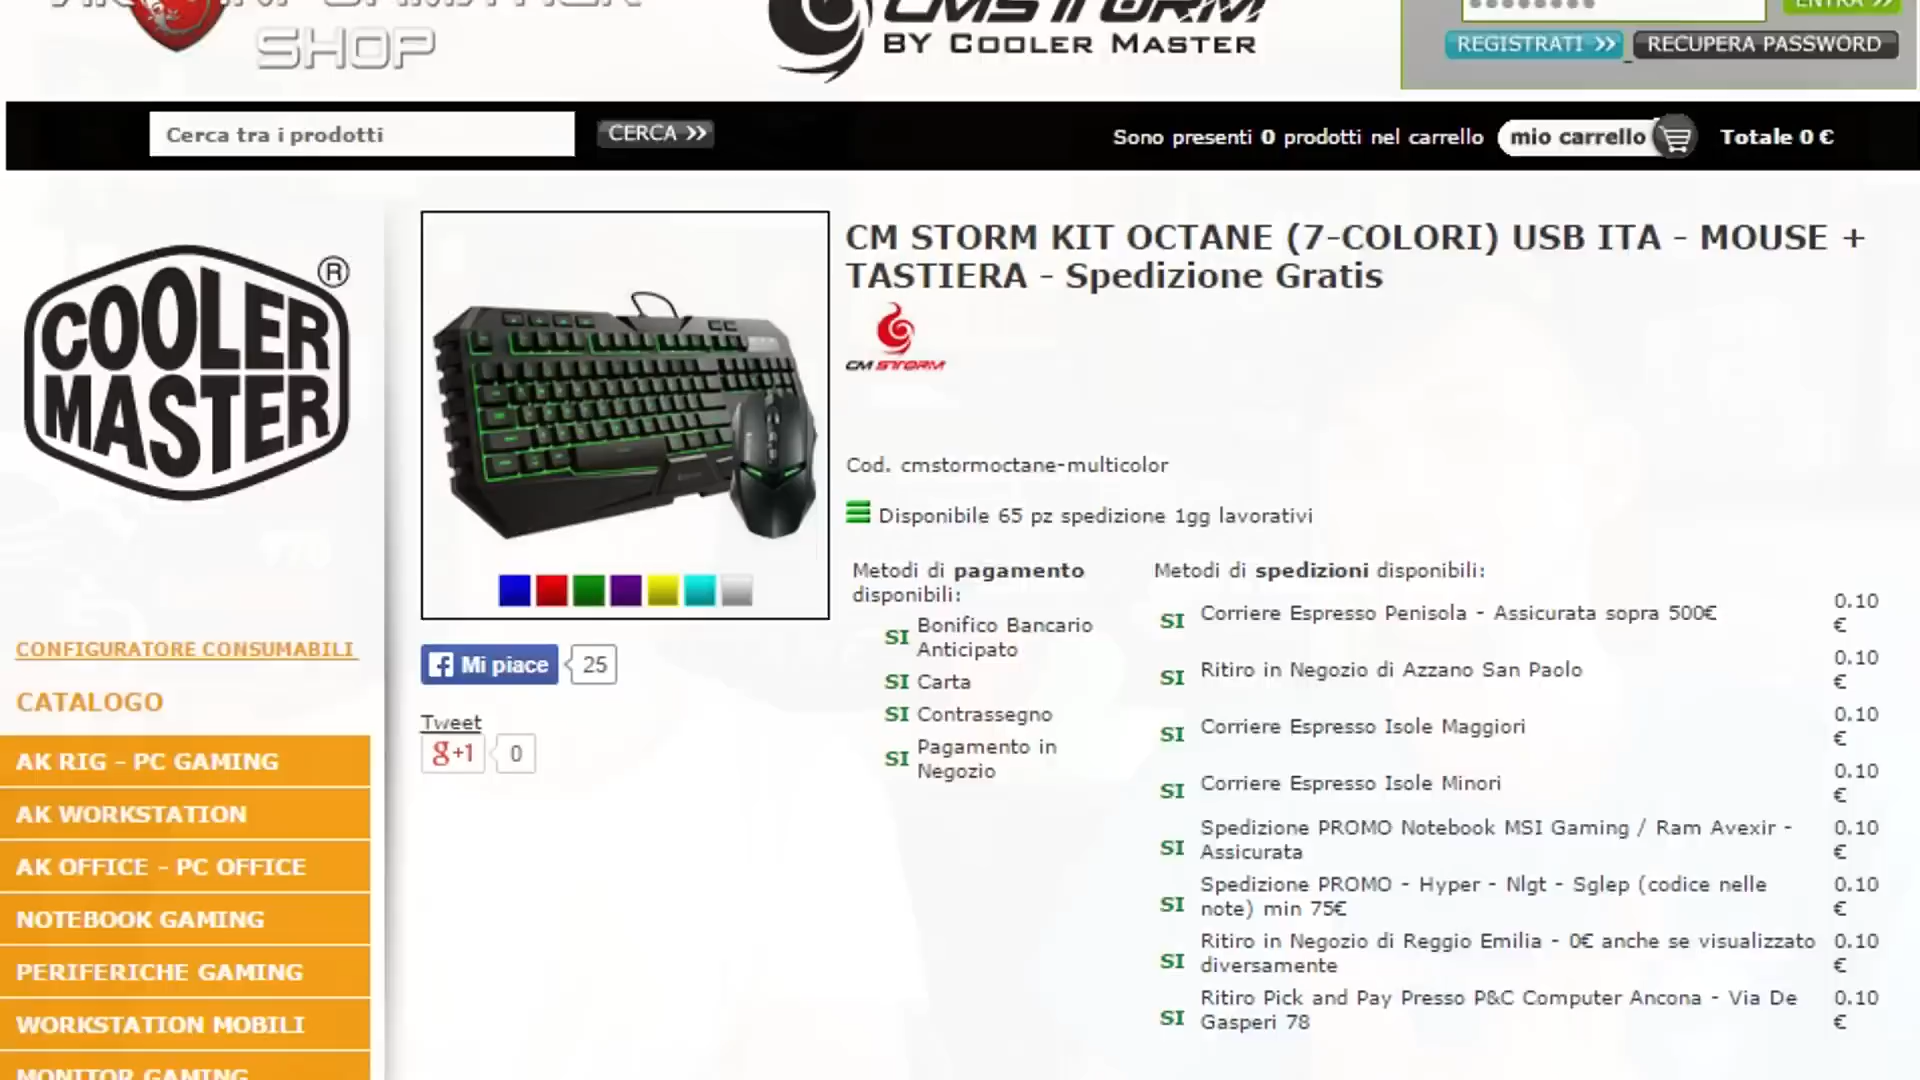 SHOP
CMSTORM
BY COOLER MASTER
ENTRA >>
REGISTRATI >>
RECUPERA PASSWORD
Cerca tra i prodotti
CERCA >>
Sono presenti 0 prodotti nel carrello
mio carrello
Totale 0 €
COOLER
MASTER
®
CONFIGURATORE CONSUMABILI
CATALOGO
AK RIG - PC GAMING
AK WORKSTATION
AK OFFICE - PC OFFICE
NOTEBOOK GAMING
PERIFERICHE GAMING
WORKSTATION MOBILI
MONITOR GAMING
Mi piace
25
Tweet
g+1
0
CM STORM KIT OCTANE (7-COLORI) USB ITA - MOUSE +
TASTIERA - Spedizione Gratis
CM STORM
Cod. cmstormoctane-multicolor
Disponibile 65 pz spedizione 1gg lavorativi
Metodi di pagamento
disponibili:
SI Bonifico Bancario
Anticipato
SI Carta
SI Contrassegno
SI Pagamento in
Negozio
Metodi di spedizioni disponibili:
SI Corriere Espresso Penisola - Assicurata sopra 500€ 0.10
€
SI Ritiro in Negozio di Azzano San Paolo 0.10
€
SI Corriere Espresso Isole Maggiori 0.10
€
SI Corriere Espresso Isole Minori 0.10
€
SI Spedizione PROMO Notebook MSI Gaming / Ram Avexir - 0.10
Assicurata €
SI Spedizione PROMO - Hyper - Nlgt - Sglep (codice nelle 0.10
note) min 75€ €
SI Ritiro in Negozio di Reggio Emilia - 0€ anche se visualizzato 0.10
diversamente €
SI Ritiro Pick and Pay Presso P&C Computer Ancona - Via De 0.10
Gasperi 78 €